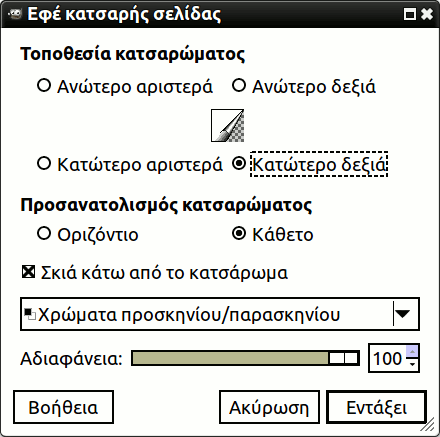 Εφέ κατσαρής σελίδας
Τοποθεσία κατσαρώματος
Ανώτερο αριστερά Ανώτερο δεξιά
Κατώτερο αριστερά Κατώτερο δεξιά
Προσανατολισμός κατσαρώματος
Οριζόντιο Κάθετο
Σκιά κάτω από το κατσάρωμα
Χρώματα προσκηνίου/παρασκηνίου
Αδιαφάνεια: 100
Βοήθεια Ακύρωση Εντάξει